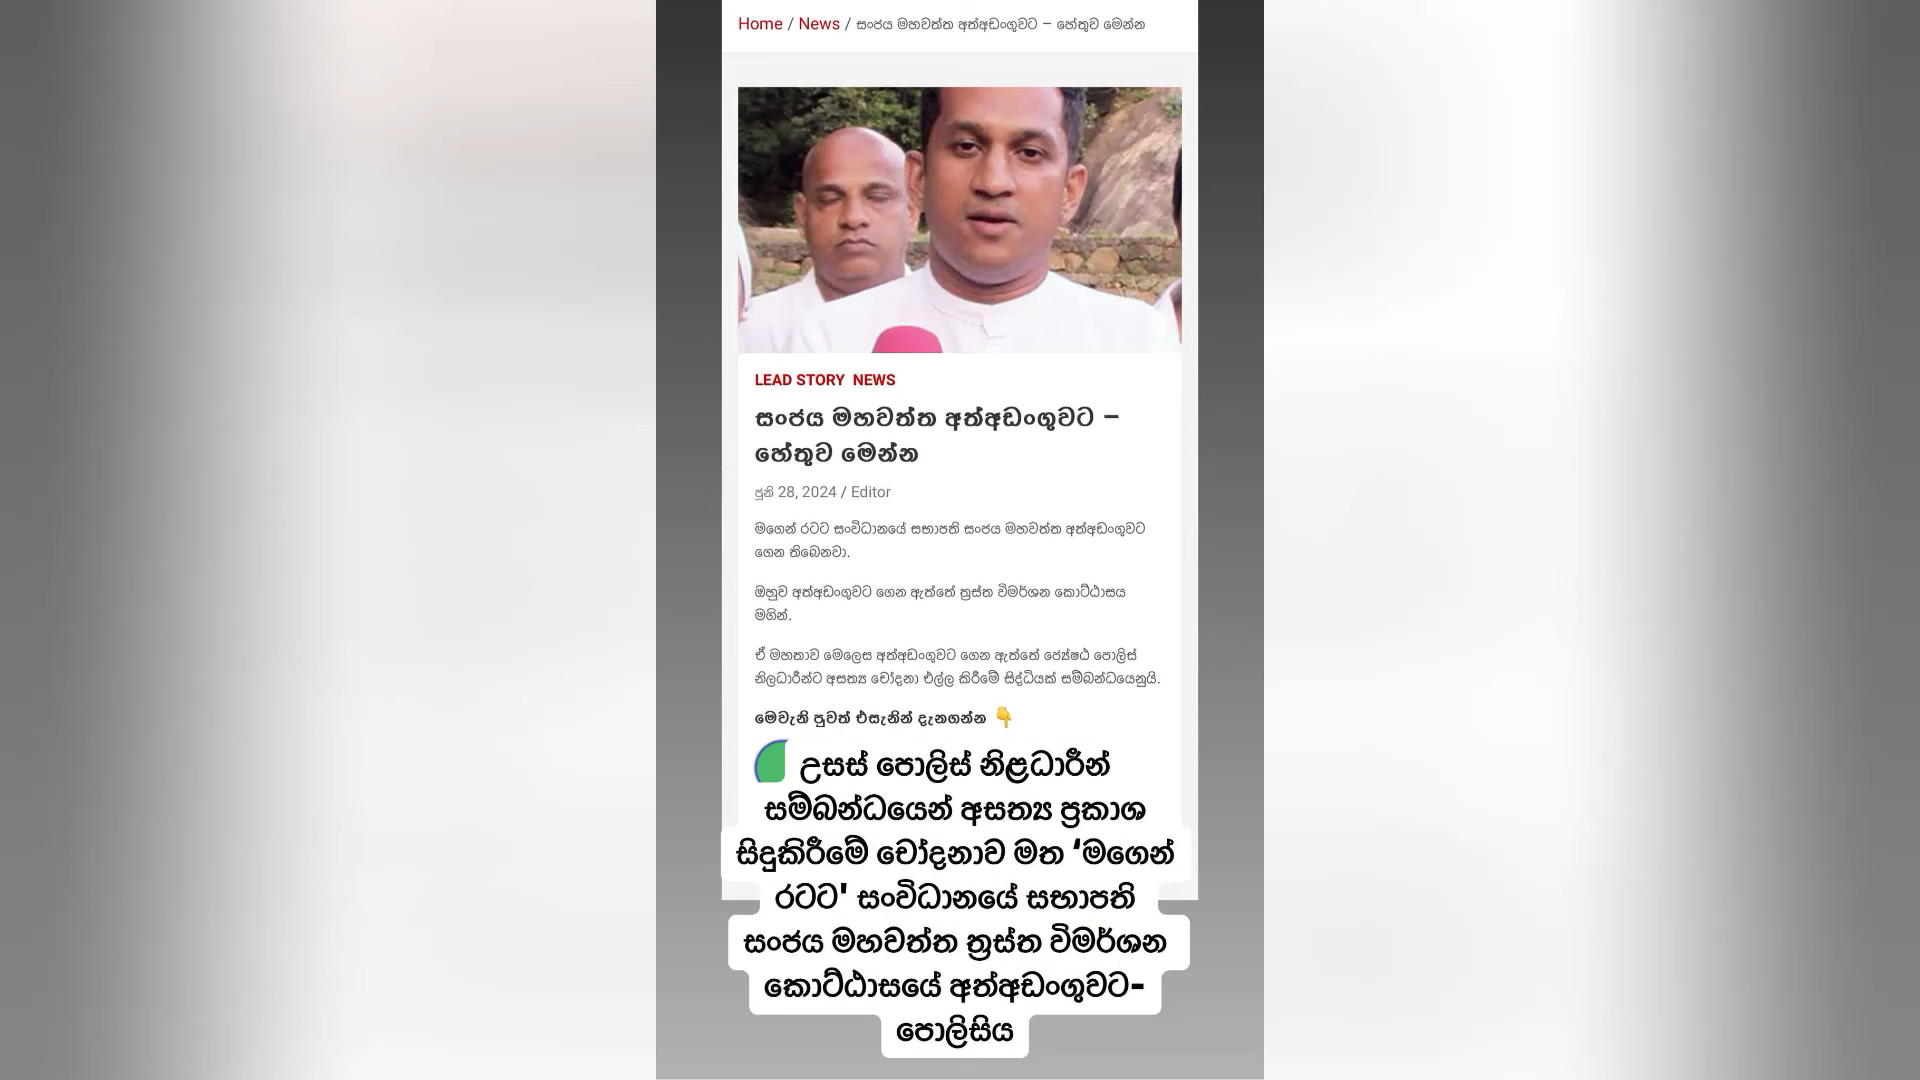 Home / News / සංජය මහවත්ත අත්අඩංගුවට – හේතුව මෙන්න
LEAD STORY NEWS
සංජය මහවත්ත අත්අඩංගුවට –
හේතුව මෙන්න
ජූනි 28, 2024 / Editor
මගෙන් රටට සංවිධානයේ සභාපති සංජය මහවත්ත අත්අඩංගුවට
ගෙන තිබෙනවා.
ඔහුව අත්අඩංගුවට ගෙන ඇත්තේ ත්‍රස්ත විමර්ශන කොට්ඨාසය
මගින්.
ඒ මහතාව මෙලෙස අත්අඩංගුවට ගෙන ඇත්තේ ජ්‍යේෂඨ පොලිස්
නිලධාරීන්ට අසත්‍ය චෝදනා එල්ල කිරීමේ සිද්ධියක් සම්බන්ධයෙනුයි.
මෙවැනි පුවත් එසැනින් දැනගන්න 👇
උසස් පොලිස් නිළධාරීන්
සම්බන්ධයෙන් අසත්‍ය ප්‍රකාශ
සිදුකිරීමේ චෝදනාව මත ‘මගෙන්
රටට' සංවිධානයේ සභාපති
සංජය මහවත්ත ත්‍රස්ත විමර්ශන
කොට්ඨාසයේ අත්අඩංගුවට-
පොලිසිය